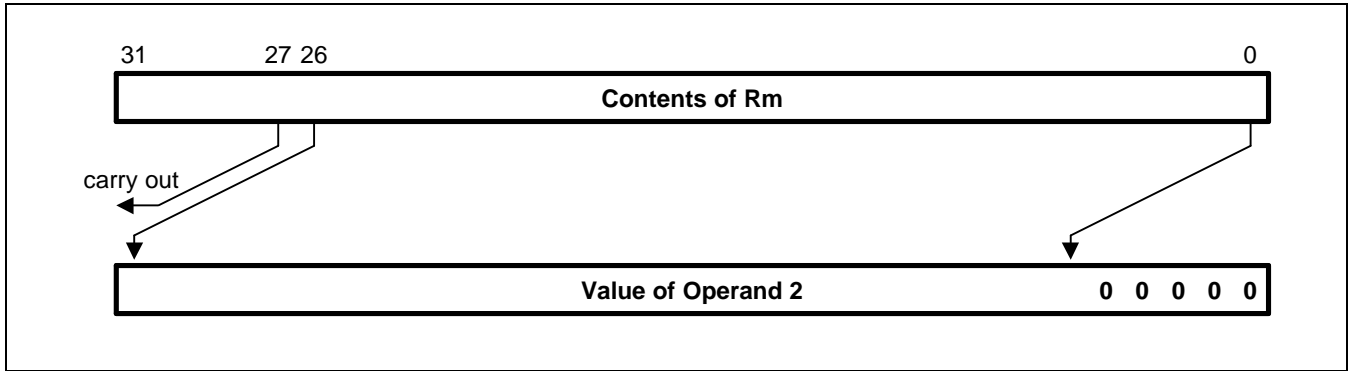 31 27 26 0
Contents of Rm
carry out
Value of Operand 2 0 0 0 0 0